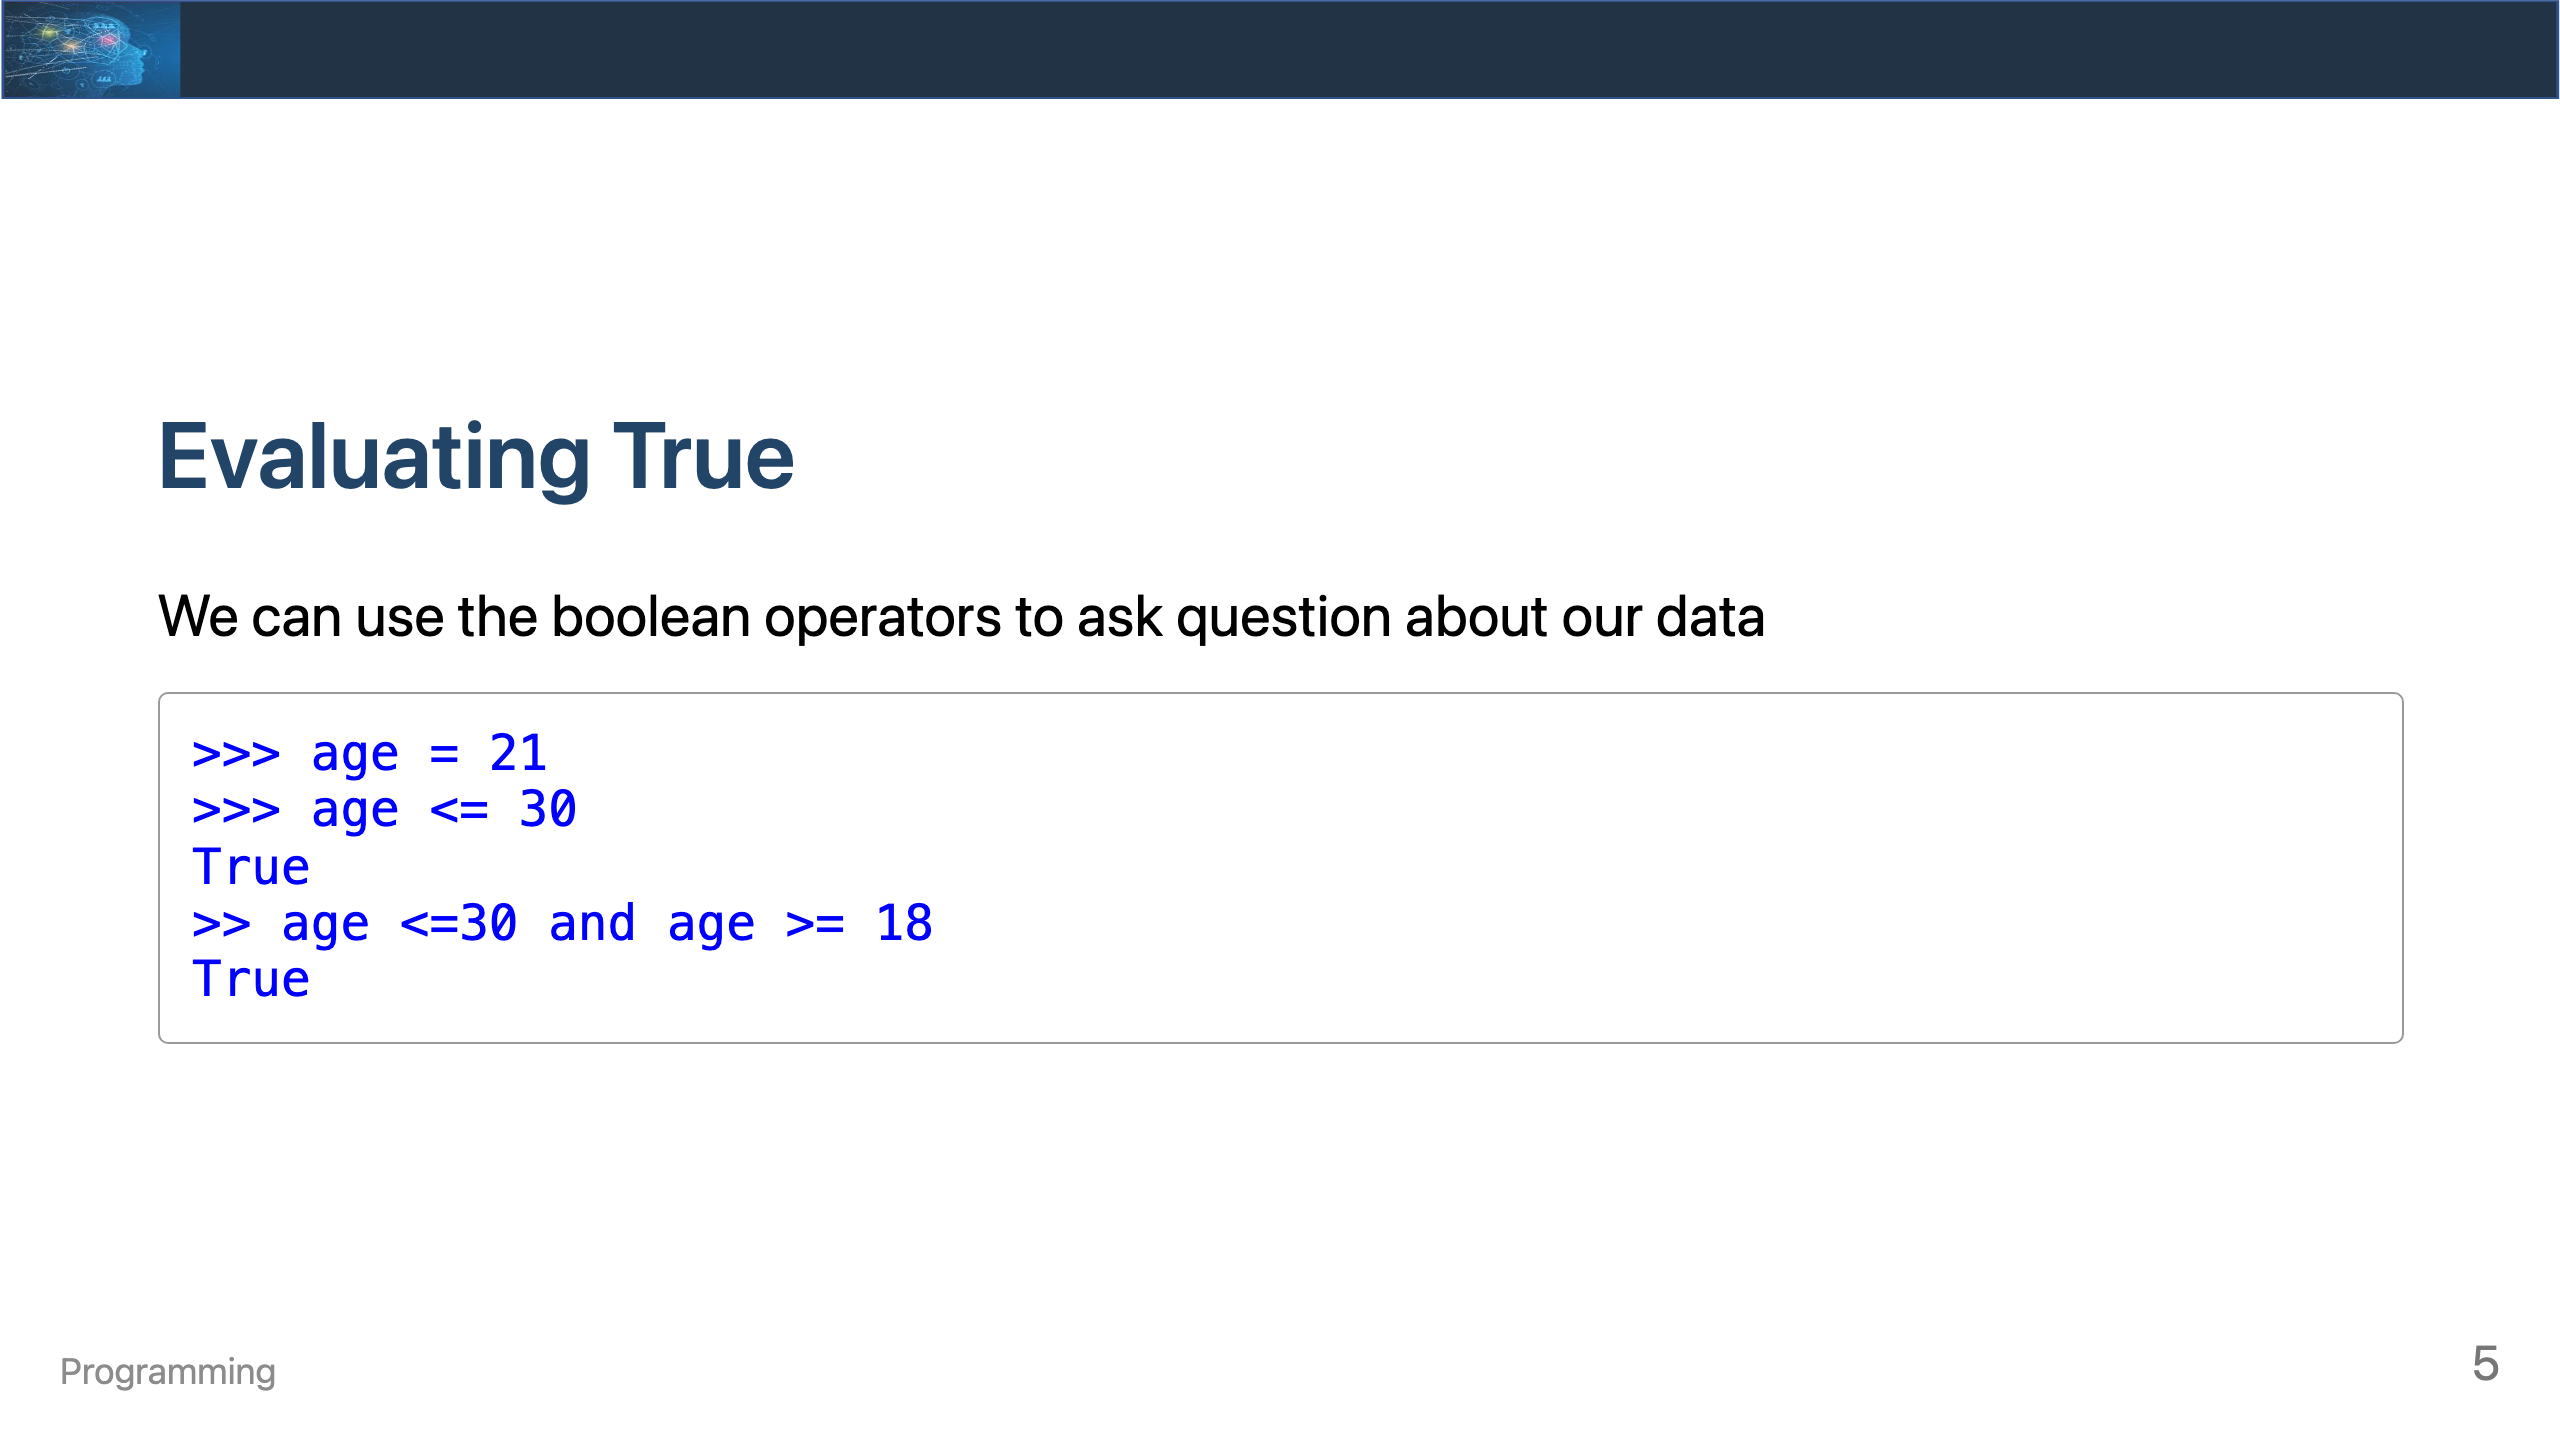 Evaluating True
We can use the boolean operators to ask question about our data
>>> age = 21
>>> age <= 30
True
>> age <=30 and age >= 18
True
Programming
5